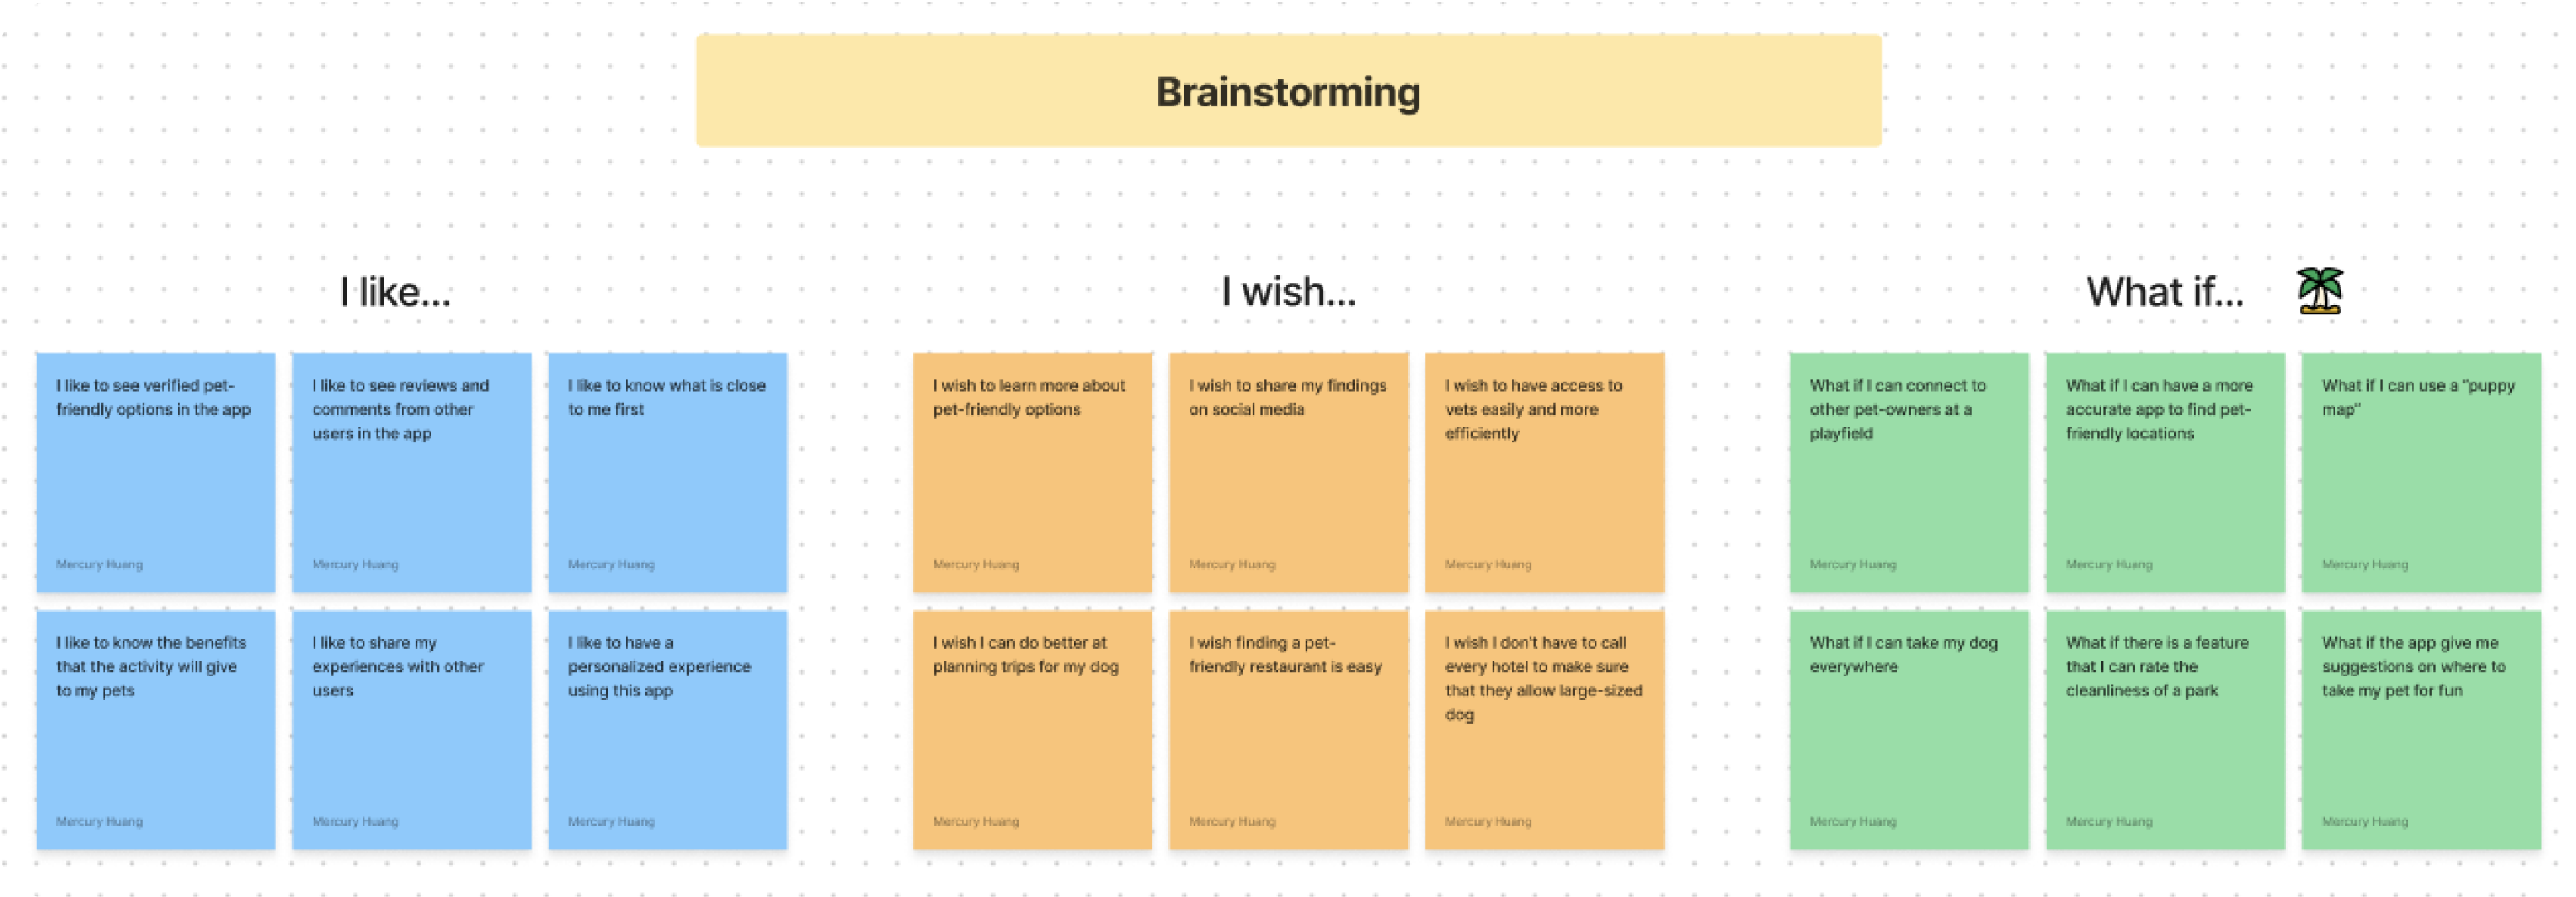 Brainstorming
I like...
I like to see verified pet-
friendly options in the app
Mercury Huang
I like to see reviews and
comments from other
users in the app
Mercury Huang
I like to know what is close
to me first
Mercury Huang
I like to know the benefits
that the activity will give
to my pets
Mercury Huang
I like to share my
experiences with other
users
Mercury Huang
I like to have a
personalized experience
using this app
Mercury Huang
I wish...
I wish to learn more about
pet-friendly options
Mercury Huang
I wish to share my findings
on social media
Mercury Huang
I wish to have access to
vets easily and more
efficiently
Mercury Huang
I wish I can do better at
planning trips for my dog
Mercury Huang
I wish finding a pet-
friendly restaurant is easy
Mercury Huang
I wish I don't have to call
every hotel to make sure
that they allow large-sized
dog
Mercury Huang
What if...
What if I can connect to
other pet-owners at a
playfield
Mercury Huang
What if I can have a more
accurate app to find pet-
friendly locations
Mercury Huang
What if I can use a "puppy
map"
Mercury Huang
What if I can take my dog
everywhere
Mercury Huang
What if there is a feature
that I can rate the
cleanliness of a park
Mercury Huang
What if the app give me
suggestions on where to
take my pet for fun
Mercury Huang